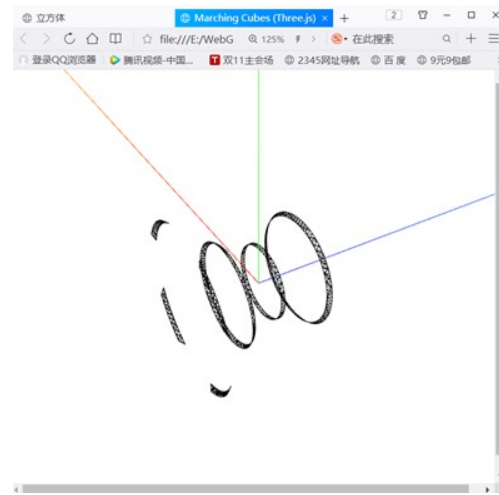 立方体 Marching Cubes (Three.js) × + 2
file:///E:/WebG 125% 在此搜索
登录QQ浏览器 腾讯视频-中国... 双11主会场 2345网址导航 百度 9元9包邮